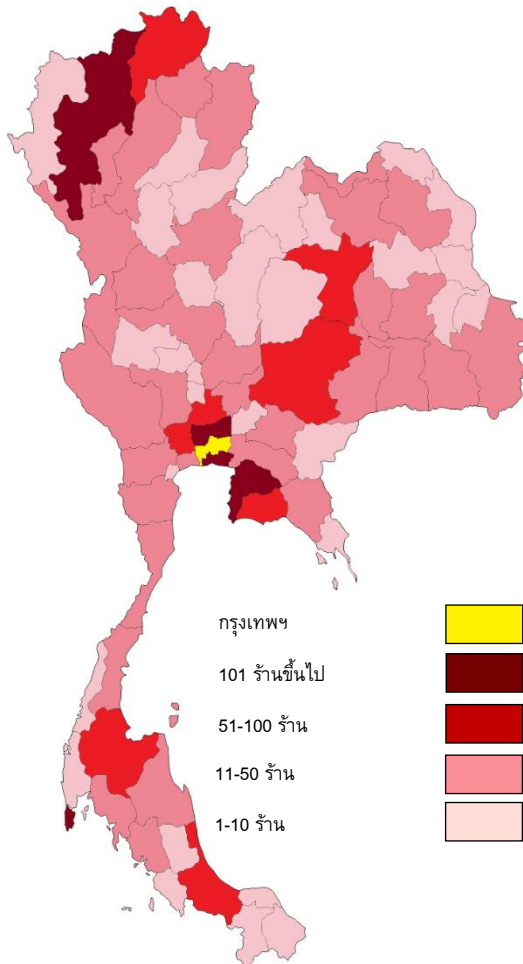 กรุงเทพฯ
101 ร้านขึ้นไป
51-100 ร้าน
11-50 ร้าน
1-10 ร้าน